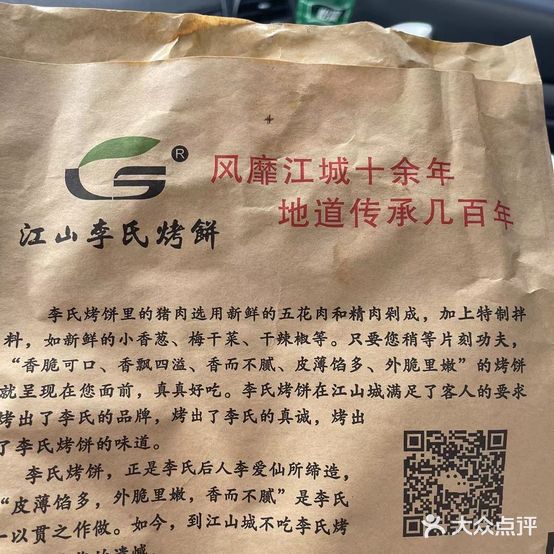 GS®
风靡江城十余年
地道传承几百年
江山李氏烤餅
李氏烤饼里的猪肉选用新鲜的五花肉和精肉剁成，加上特制拌
料，如新鲜的小香葱、梅干菜、干辣椒等。只要您稍等片刻功夫，
“香脆可口、香飘四溢、香而不腻、皮薄馅多、外脆里嫩”的烤饼
就呈现在您面前，真真好吃。李氏烤饼在江山城满足了客人的要求
烤出了李氏的品牌，烤出了李氏的真诚，烤出
了李氏烤饼的味道。
李氏烤饼，正是李氏后人李爱仙所缔造，
“皮薄馅多，外脆里嫩，香而不腻”是李氏
一以贯之作做。如今，到江山城不吃李氏烤
大众点评